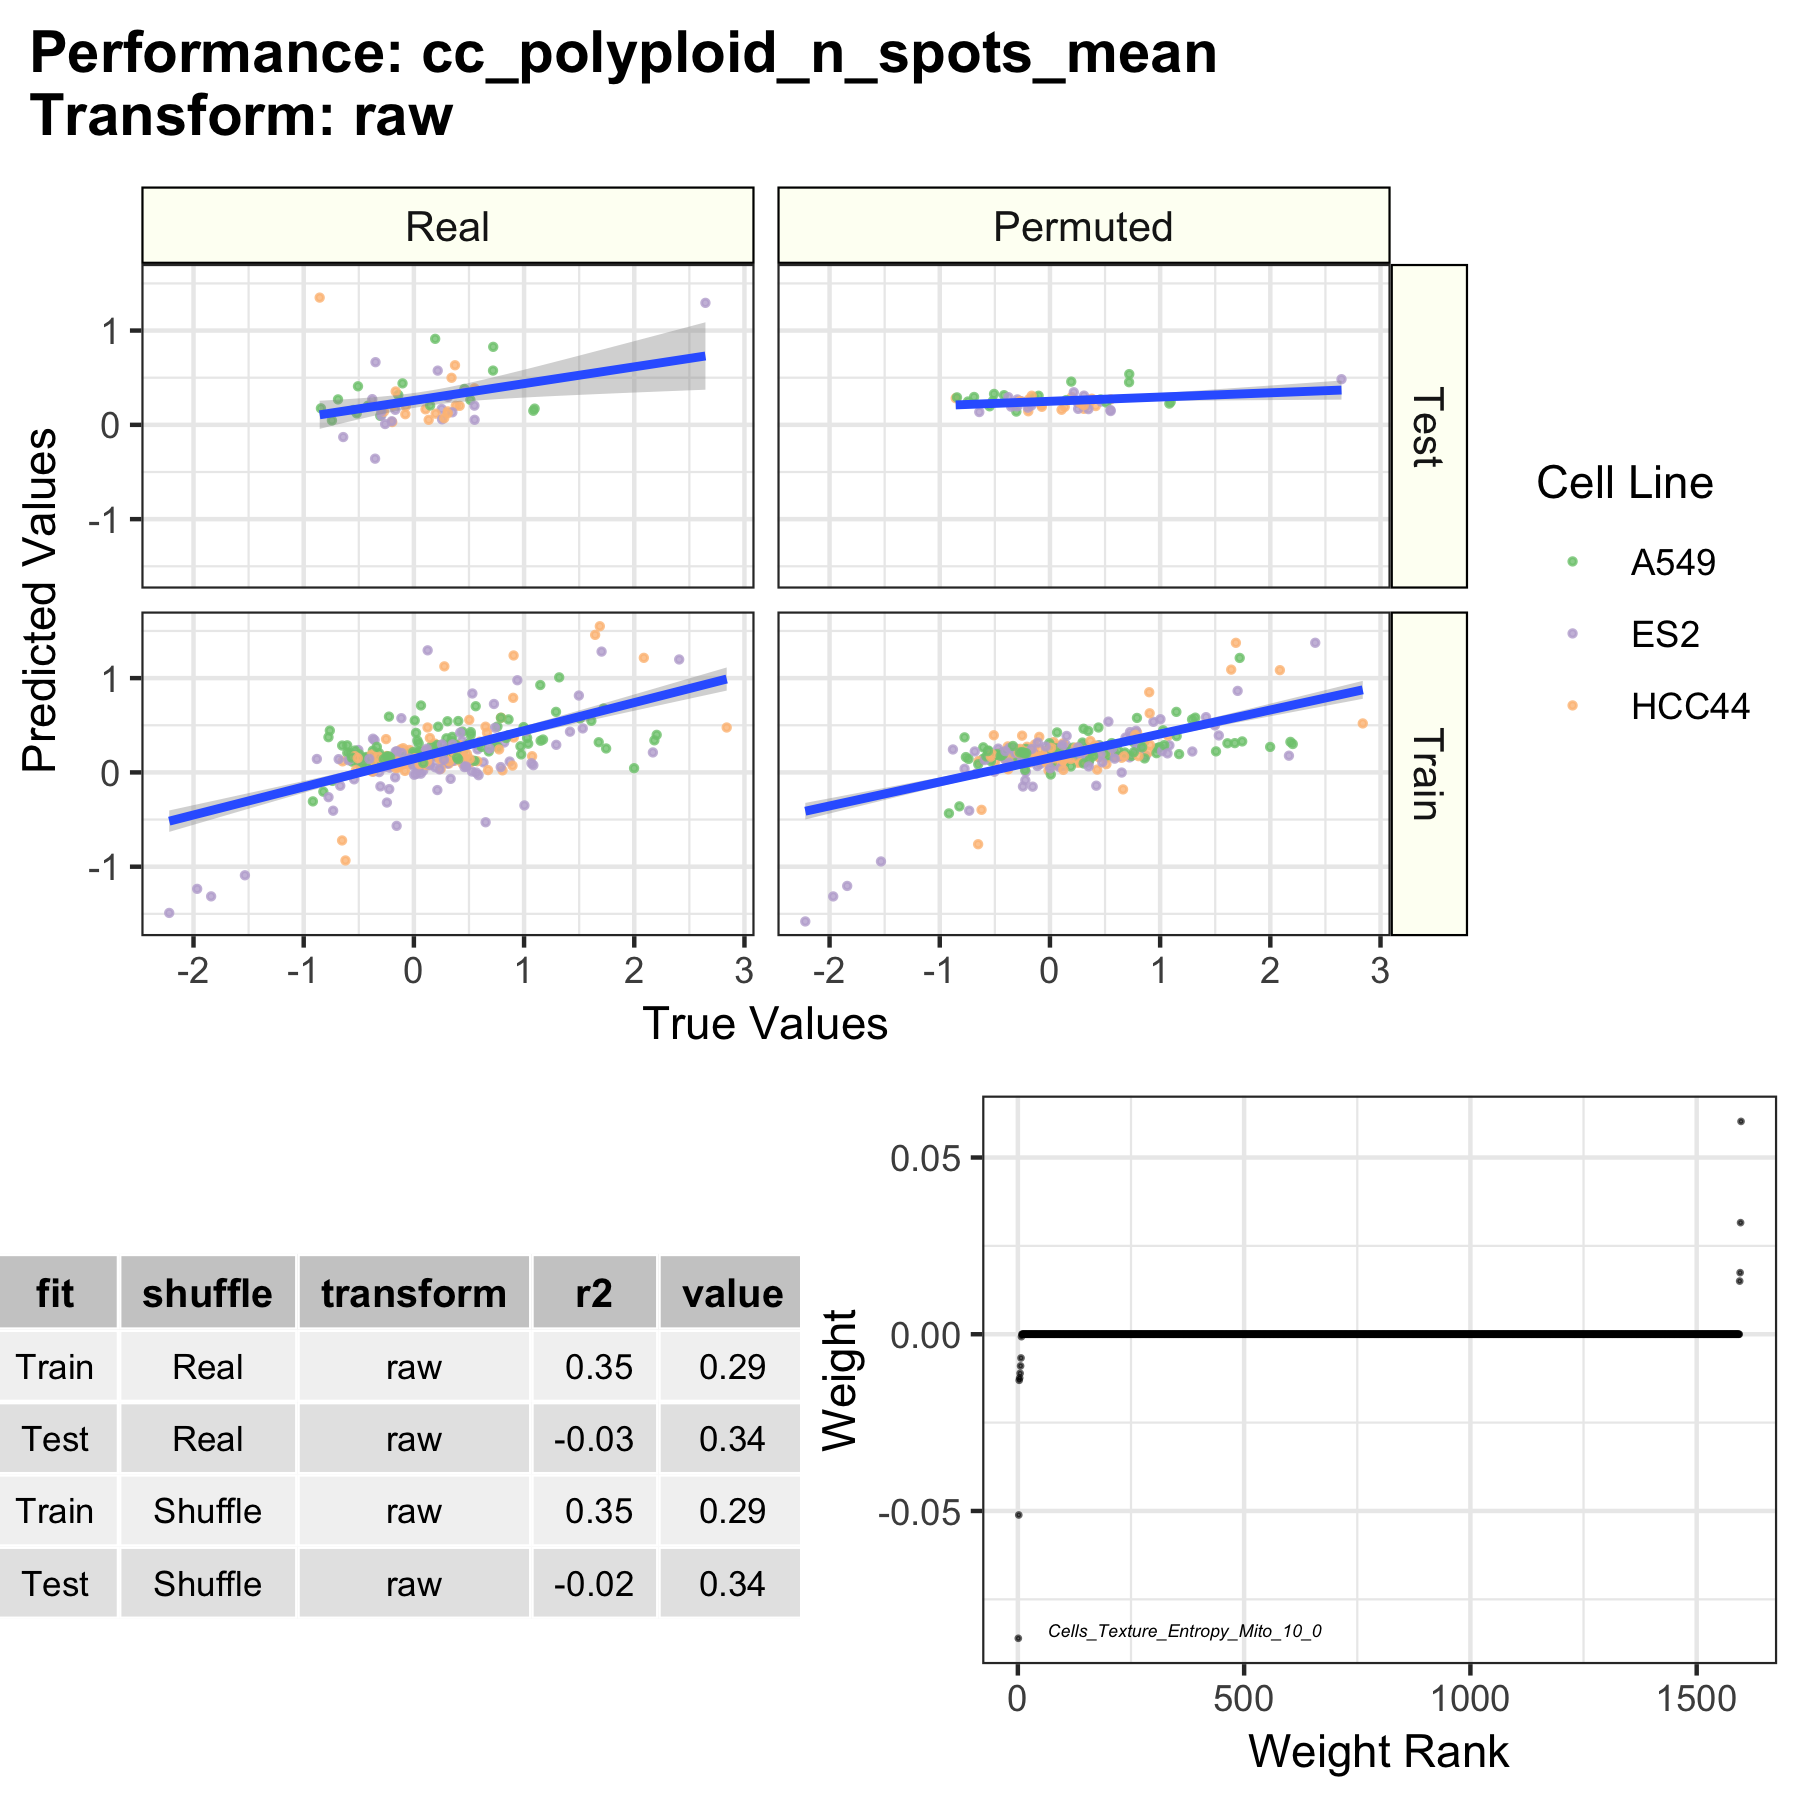 Performance: cc_polyploid_n_spots_mean
Transform: raw
Real
Permuted
1
0
-1
Test
1
0
-1
Train
Predicted Values
-2 -1 0 1 2 3
-2 -1 0 1 2 3
True Values
Cell Line
A549
ES2
HCC44
fit shuffle transform r2 value
Train Real raw 0.35 0.29
Test Real raw -0.03 0.34
Train Shuffle raw 0.35 0.29
Test Shuffle raw -0.02 0.34
Weight
0.05
0.00
-0.05
Cells_Texture_Entropy_Mito_10_0
0 500 1000 1500
Weight Rank